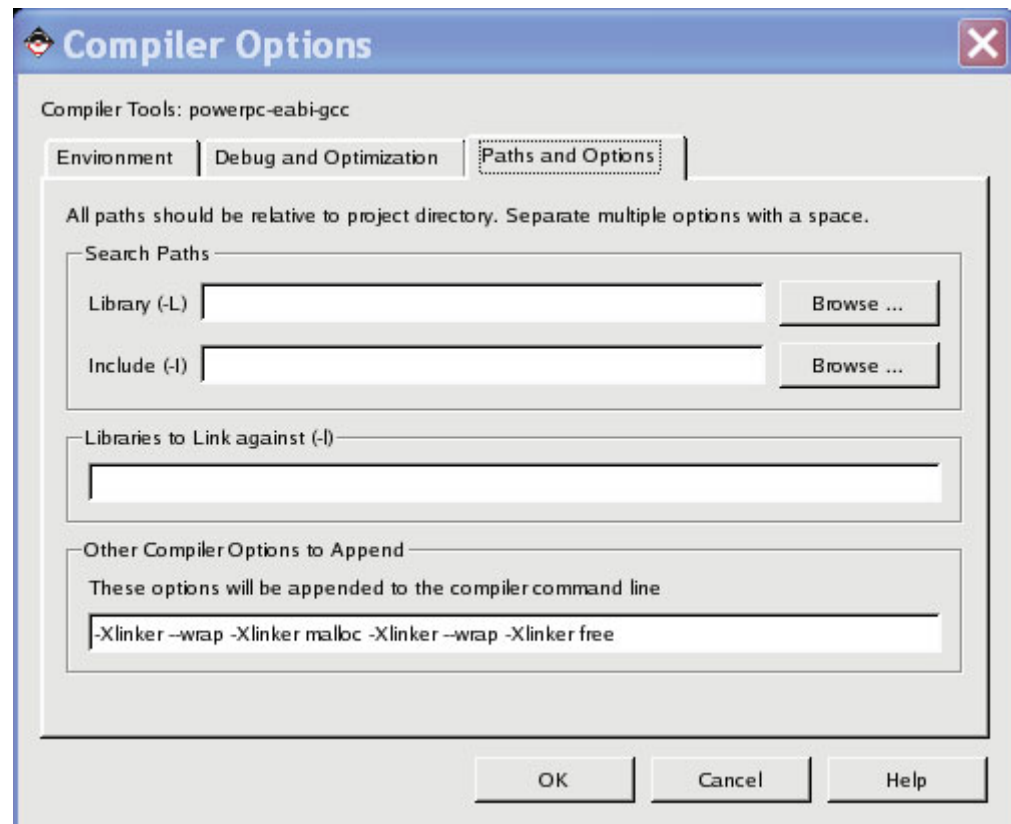 Compiler Options
Compiler Tools: powerpc-eabi-gcc
Environment Debug and Optimization Paths and Options
All paths should be relative to project directory. Separate multiple options with a space.
Search Paths
Library (-L) Browse ...
Include (-I) Browse ...
Libraries to Link against (-l)
Other Compiler Options to Append
These options will be appended to the compiler command line
-Xlinker --wrap -Xlinker malloc -Xlinker --wrap -Xlinker free
OK Cancel Help